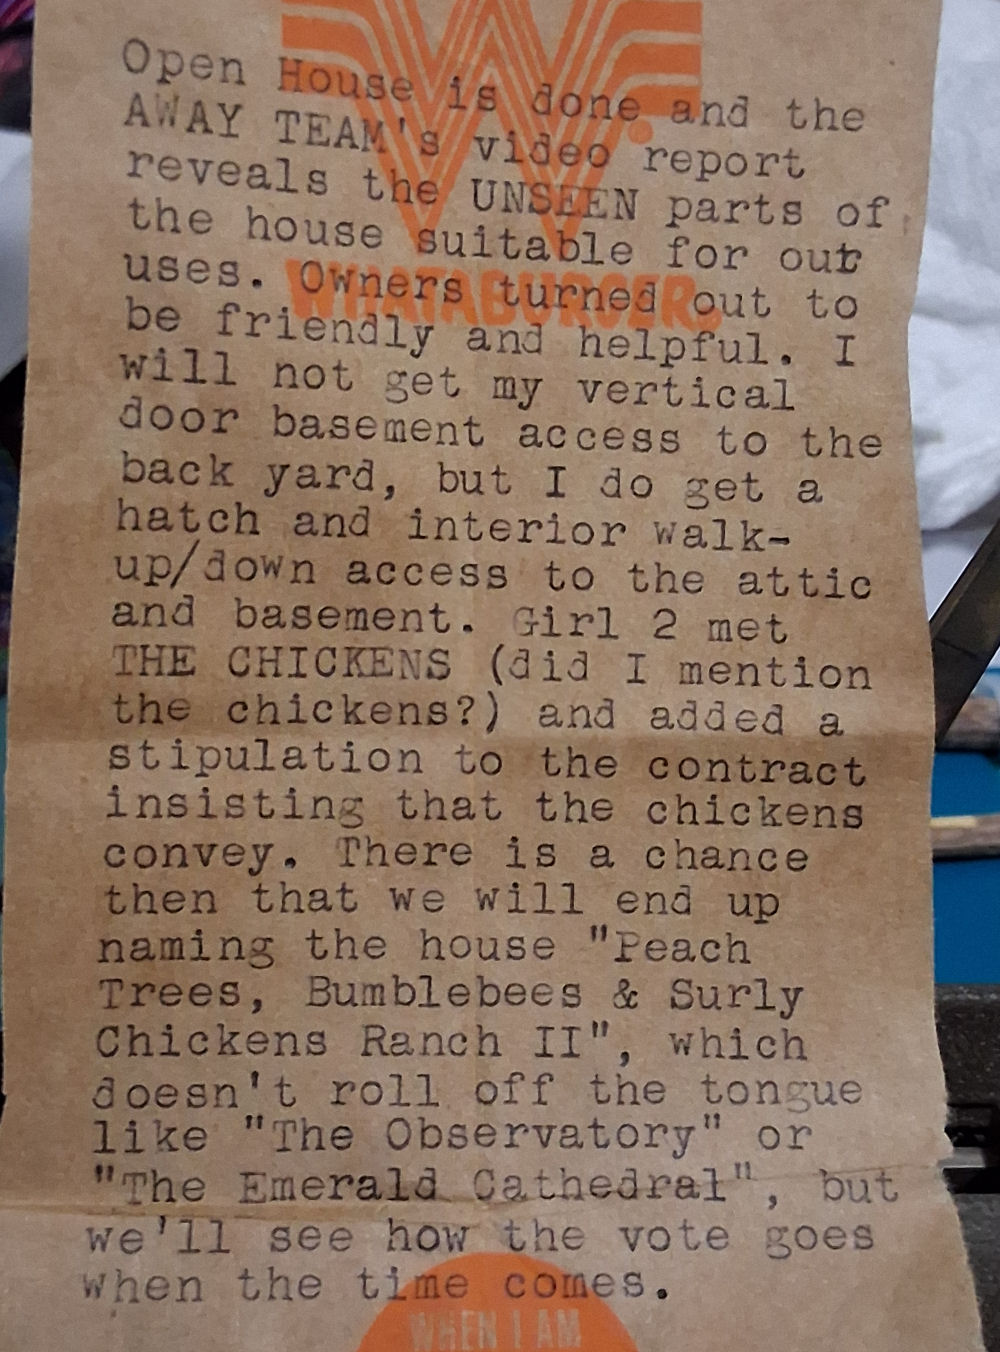 Open House is done and the
AWAY TEAM's video report
reveals the UNSEEN parts of
the house suitable for out
uses. Owners turned out to
be friendly and helpful. I
will not get my vertical
door basement access to the
back yard, but I do get a
hatch and interior walk-
up/down access to the attic
and basement. Girl 2 met
THE CHICKENS (did I mention
the chickens?) and added a
stipulation to the contract
insisting that the chickens
convey. There is a chance
then that we will end up
naming the house "Peach
Trees, Bumblebees & Surly
Chickens Ranch II", which
doesn't roll off the tongue
like "The Observatory" or
"The Emerald Cathedral", but
we'll see how the vote goes
when the time comes.
WHATABURGER
WHEN I AM